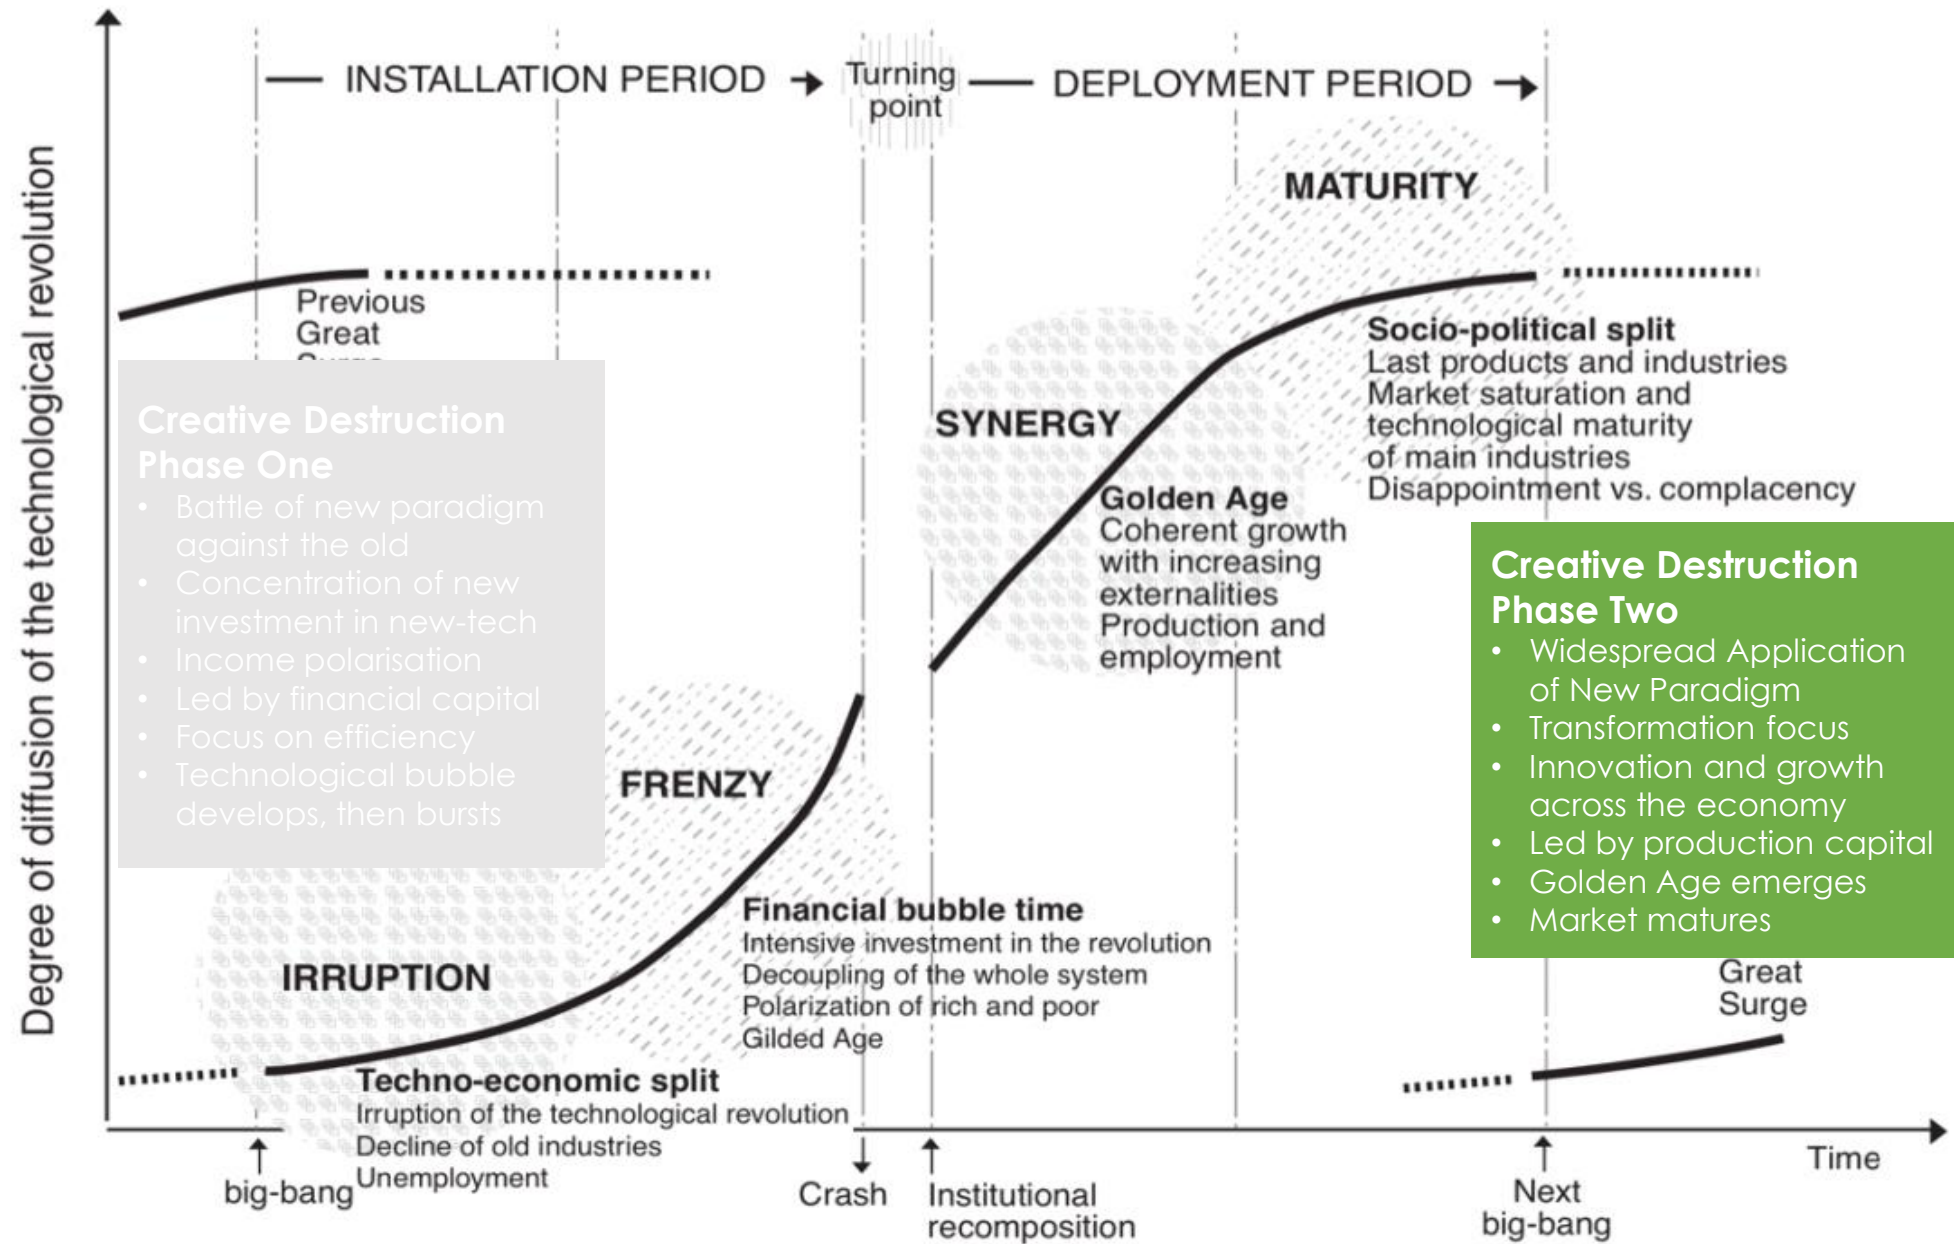 INSTALLATION PERIOD
Turning
point
DEPLOYMENT PERIOD
Degree of diffusion of the technological revolution
MATURITY
Previous
Great
Creative Destruction
Phase One
• Battle of new paradigm
against the old
• Concentration of new
investment in new-tech
• Income polarisation
• Led by financial capital
• Focus on efficiency
• Technological bubble
develops, then bursts
Socio-political split
Last products and industries
Market saturation and
technological maturity
of main industries
Disappointment vs. complacency
SYNERGY
Golden Age
Coherent growth
with increasing
externalities
Production and
employment
Creative Destruction
Phase Two
• Widespread Application
of New Paradigm
• Transformation focus
• Innovation and growth
across the economy
• Led by production capital
• Golden Age emerges
• Market matures
FRENZY
Financial bubble time
Intensive investment in the revolution
Decoupling of the whole system
Polarization of rich and poor
Gilded Age
IRRUPTION
Techno-economic split
Irruption of the technological revolution
Decline of old industries
Unemployment
Great
Surge
big-bang
Crash
Institutional
recomposition
Next
big-bang
Time